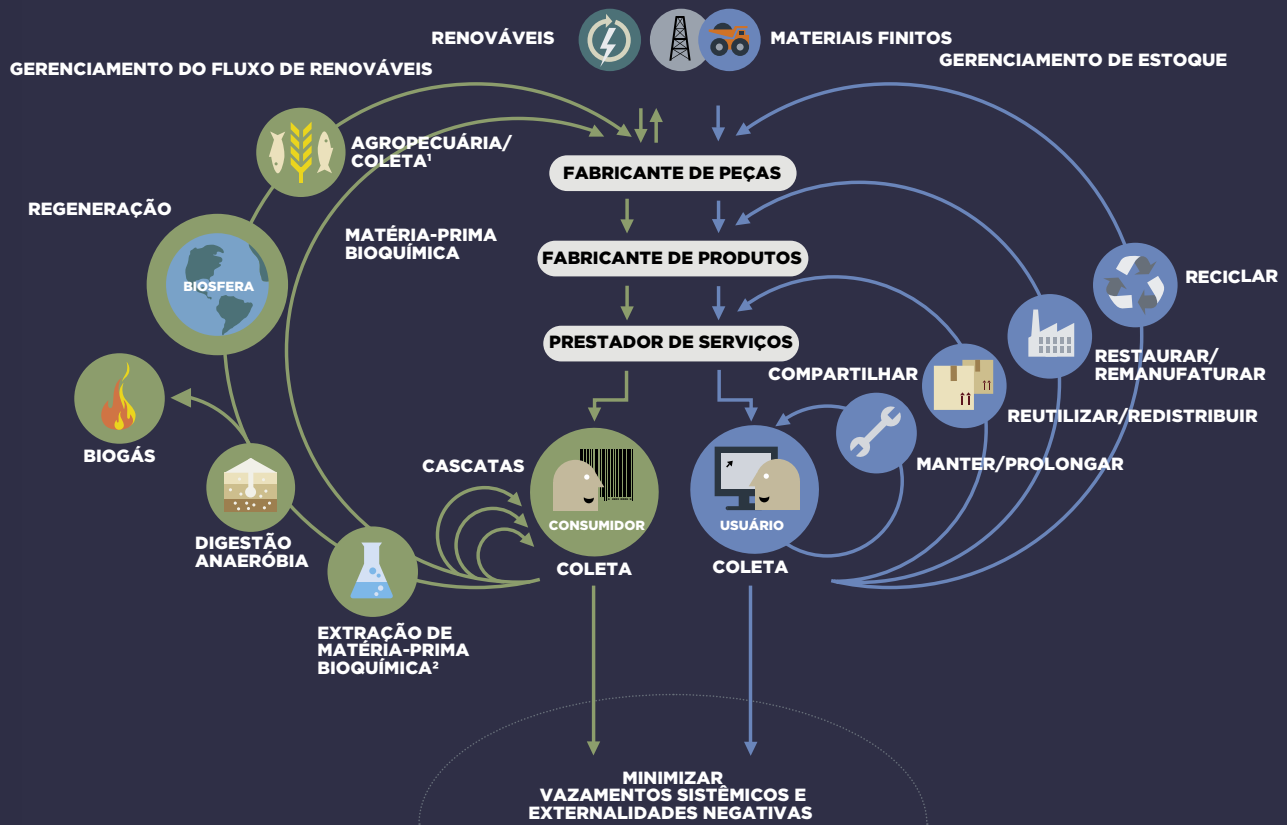 RENOVÁVEIS
MATERIAIS FINITOS
GERENCIAMENTO DO FLUXO DE RENOVÁVEIS
GERENCIAMENTO DE ESTOQUE
AGROPECUÁRIA/
COLETA¹
FABRICANTE DE PEÇAS
REGENERAÇÃO
MATÉRIA-PRIMA
BIOQUÍMICA
FABRICANTE DE PRODUTOS
BIOSFERA
RECICLAR
PRESTADOR DE SERVIÇOS
RESTAURAR/
REMANUFATURAR
COMPARTILHAR
REUTILIZAR/REDISTRIBUIR
BIOGÁS
CASCATAS
MANTER/PROLONGAR
CONSUMIDOR
USUÁRIO
DIGESTÃO
ANAERÓBIA
COLETA
COLETA
EXTRAÇÃO DE
MATÉRIA-PRIMA
BIOQUÍMICA²
MINIMIZAR
VAZAMENTOS SISTÊMICOS E
EXTERNALIDADES NEGATIVAS